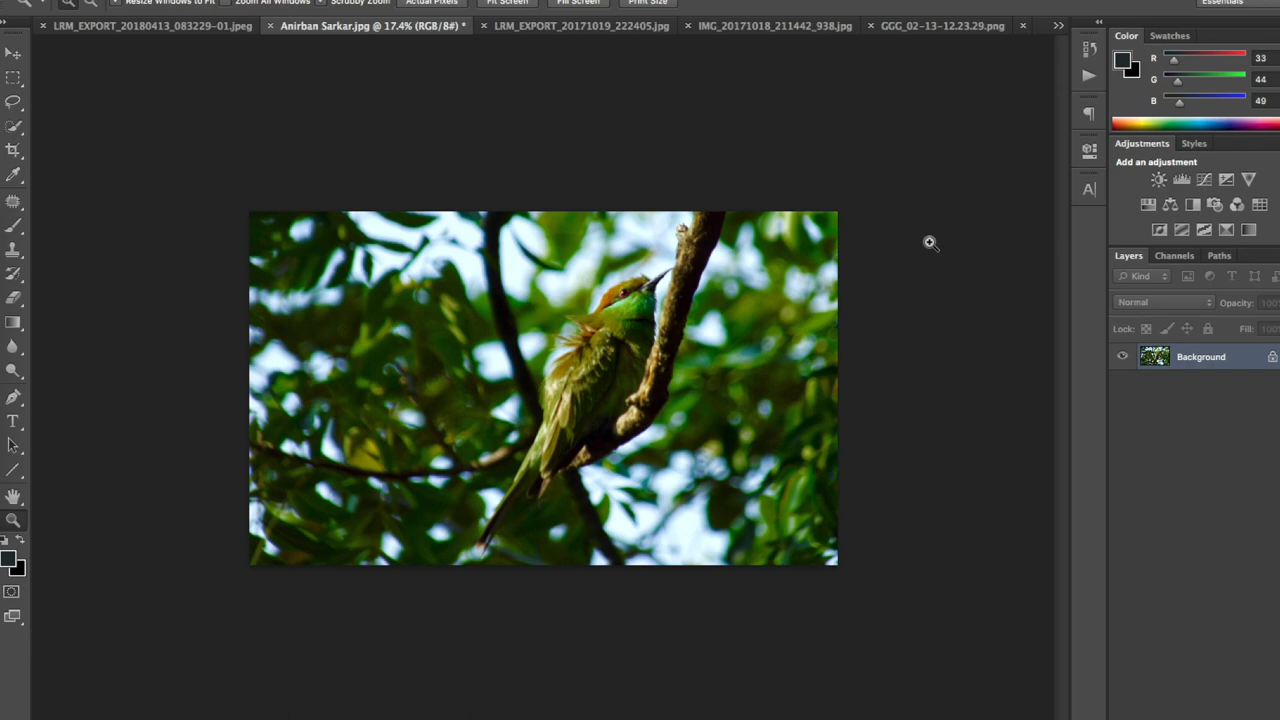 Resize Windows to Fit Zoom All Windows Scrubby Zoom Actual Pixels Fit Screen Fill Screen Print Size Essentials
LRM_EXPORT_20180413_083229-01.jpeg Anirban Sarkar.jpg @ 17.4% (RGB/8#) * LRM_EXPORT_20171019_222405.jpg IMG_20171018_211442_938.jpg GGG_02-13-12.23.29.png
Color Swatches
R 33
G 44
B 49
Adjustments Styles
Add an adjustment
Layers Channels Paths
Kind
Normal Opacity: 100
Lock: Fill: 100
Background